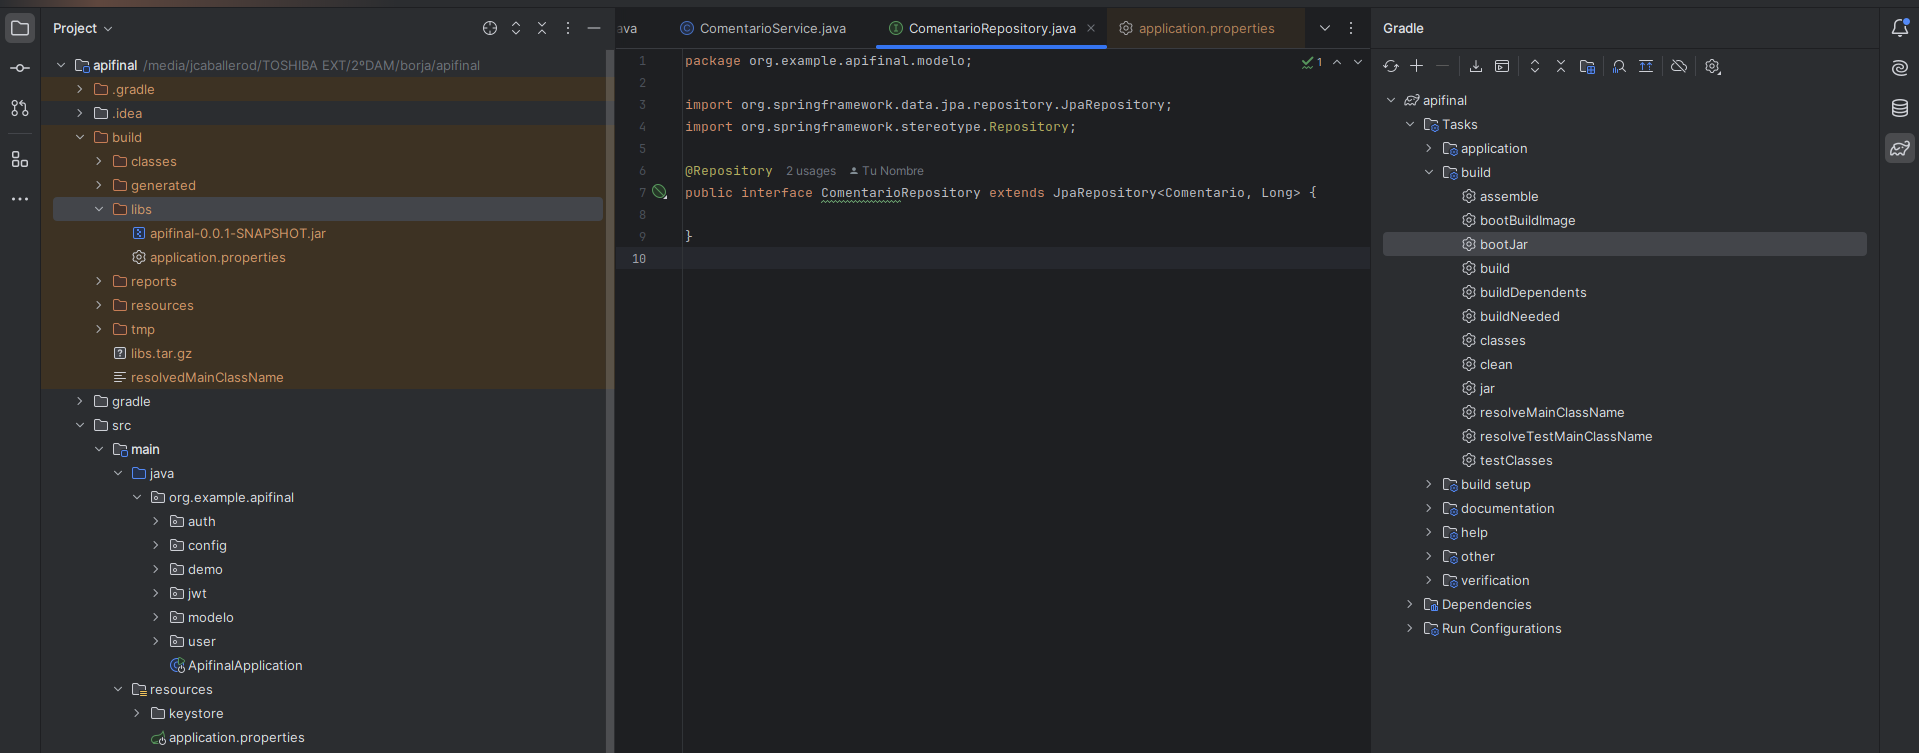 Project
apifinal /media/jcaballerod/TOSHIBA EXT/2ºDAM/borja/apifinal
.gradle
.idea
build
classes
generated
libs
apifinal-0.0.1-SNAPSHOT.jar
application.properties
reports
resources
tmp
libs.tar.gz
resolvedMainClassName
gradle
src
main
java
org.example.apifinal
auth
config
demo
jwt
modelo
user
ApifinalApplication
resources
keystore
application.properties
ava ComentarioService.java ComentarioRepository.java application.properties
1 package org.example.apifinal.modelo; 1
2
3 import org.springframework.data.jpa.repository.JpaRepository;
4 import org.springframework.stereotype.Repository;
5
6 @Repository 2 usages Tu Nombre
7 public interface ComentarioRepository extends JpaRepository<Comentario, Long> {
8
9 }
10
Gradle
apifinal
Tasks
application
build
assemble
bootBuildImage
bootJar
build
buildDependents
buildNeeded
classes
clean
jar
resolveMainClassName
resolveTestMainClassName
testClasses
build setup
documentation
help
other
verification
Dependencies
Run Configurations